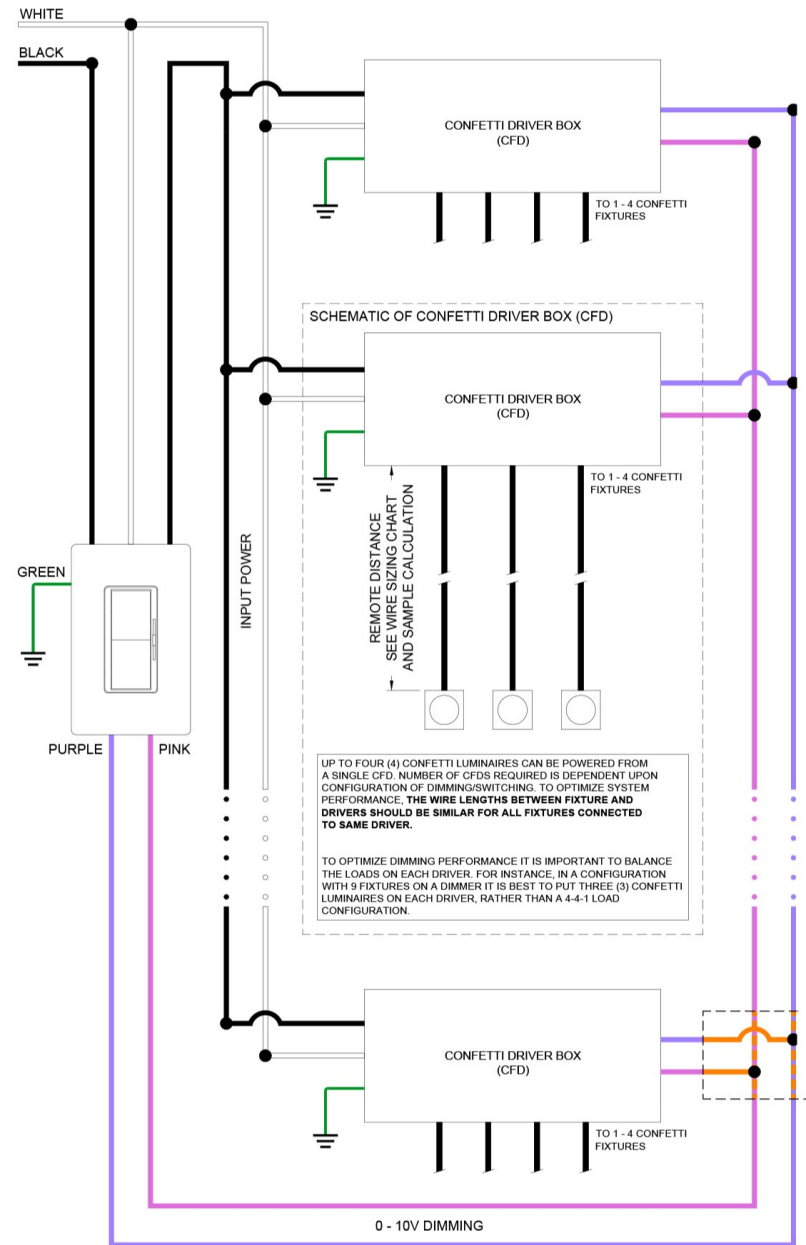 WHITE
BLACK
CONFETTI DRIVER BOX
(CFD)
TO 1 - 4 CONFETTI
FIXTURES
SCHEMATIC OF CONFETTI DRIVER BOX (CFD)
CONFETTI DRIVER BOX
(CFD)
TO 1 - 4 CONFETTI
FIXTURES
REMOTE DISTANCE
SEE WIRE SIZING CHART
AND SAMPLE CALCULATION
INPUT POWER
GREEN
PURPLE
PINK
UP TO FOUR (4) CONFETTI LUMINAIRES CAN BE POWERED FROM
A SINGLE CFD. NUMBER OF CFDS REQUIRED IS DEPENDENT UPON
CONFIGURATION OF DIMMING/SWITCHING. TO OPTIMIZE SYSTEM
PERFORMANCE, THE WIRE LENGTHS BETWEEN FIXTURE AND
DRIVERS SHOULD BE SIMILAR FOR ALL FIXTURES CONNECTED
TO SAME DRIVER.
TO OPTIMIZE DIMMING PERFORMANCE IT IS IMPORTANT TO BALANCE
THE LOADS ON EACH DRIVER. FOR INSTANCE, IN A CONFIGURATION
WITH 9 FIXTURES ON A DIMMER IT IS BEST TO PUT THREE (3) CONFETTI
LUMINAIRES ON EACH DRIVER, RATHER THAN A 4-4-1 LOAD
CONFIGURATION.
CONFETTI DRIVER BOX
(CFD)
TO 1 - 4 CONFETTI
FIXTURES
0 - 10V DIMMING